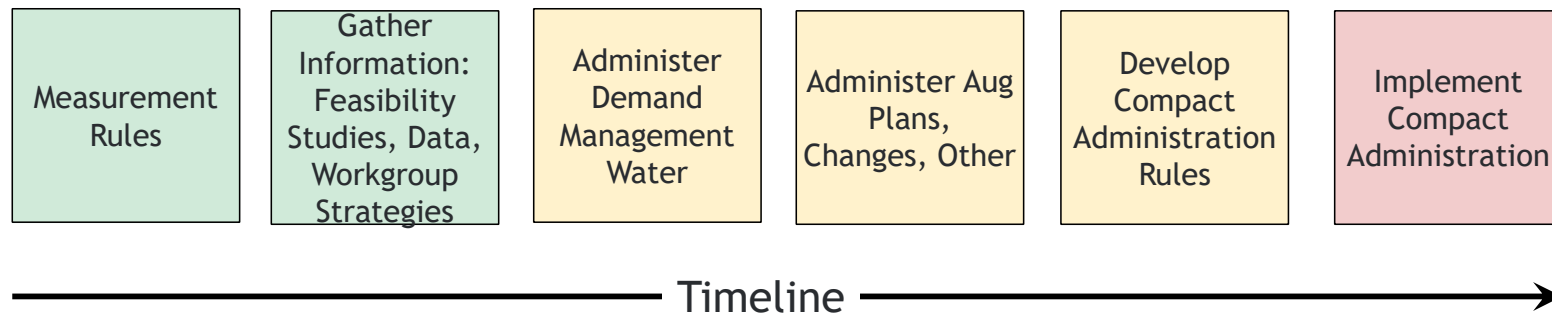 Measurement
Rules
Gather
Information:
Feasibility
Studies, Data,
Workgroup
Strategies
Administer
Demand
Management
Water
Administer Aug
Plans,
Changes, Other
Develop
Compact
Administration
Rules
Implement
Compact
Administration
Timeline